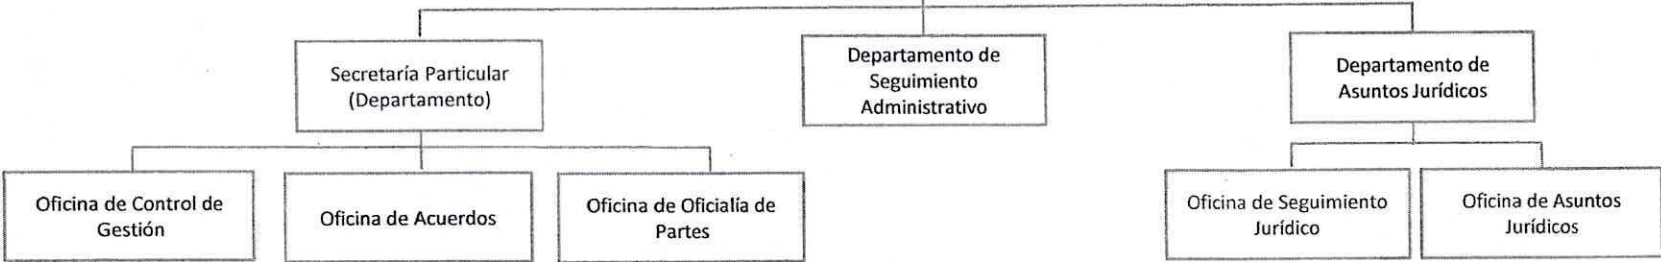 Secretaría Particular
(Departamento)
Departamento de
Seguimiento
Administrativo
Departamento de
Asuntos Jurídicos
Oficina de Control de
Gestión
Oficina de Acuerdos
Oficina de Oficialía de
Partes
Oficina de Seguimiento
Jurídico
Oficina de Asuntos
Jurídicos